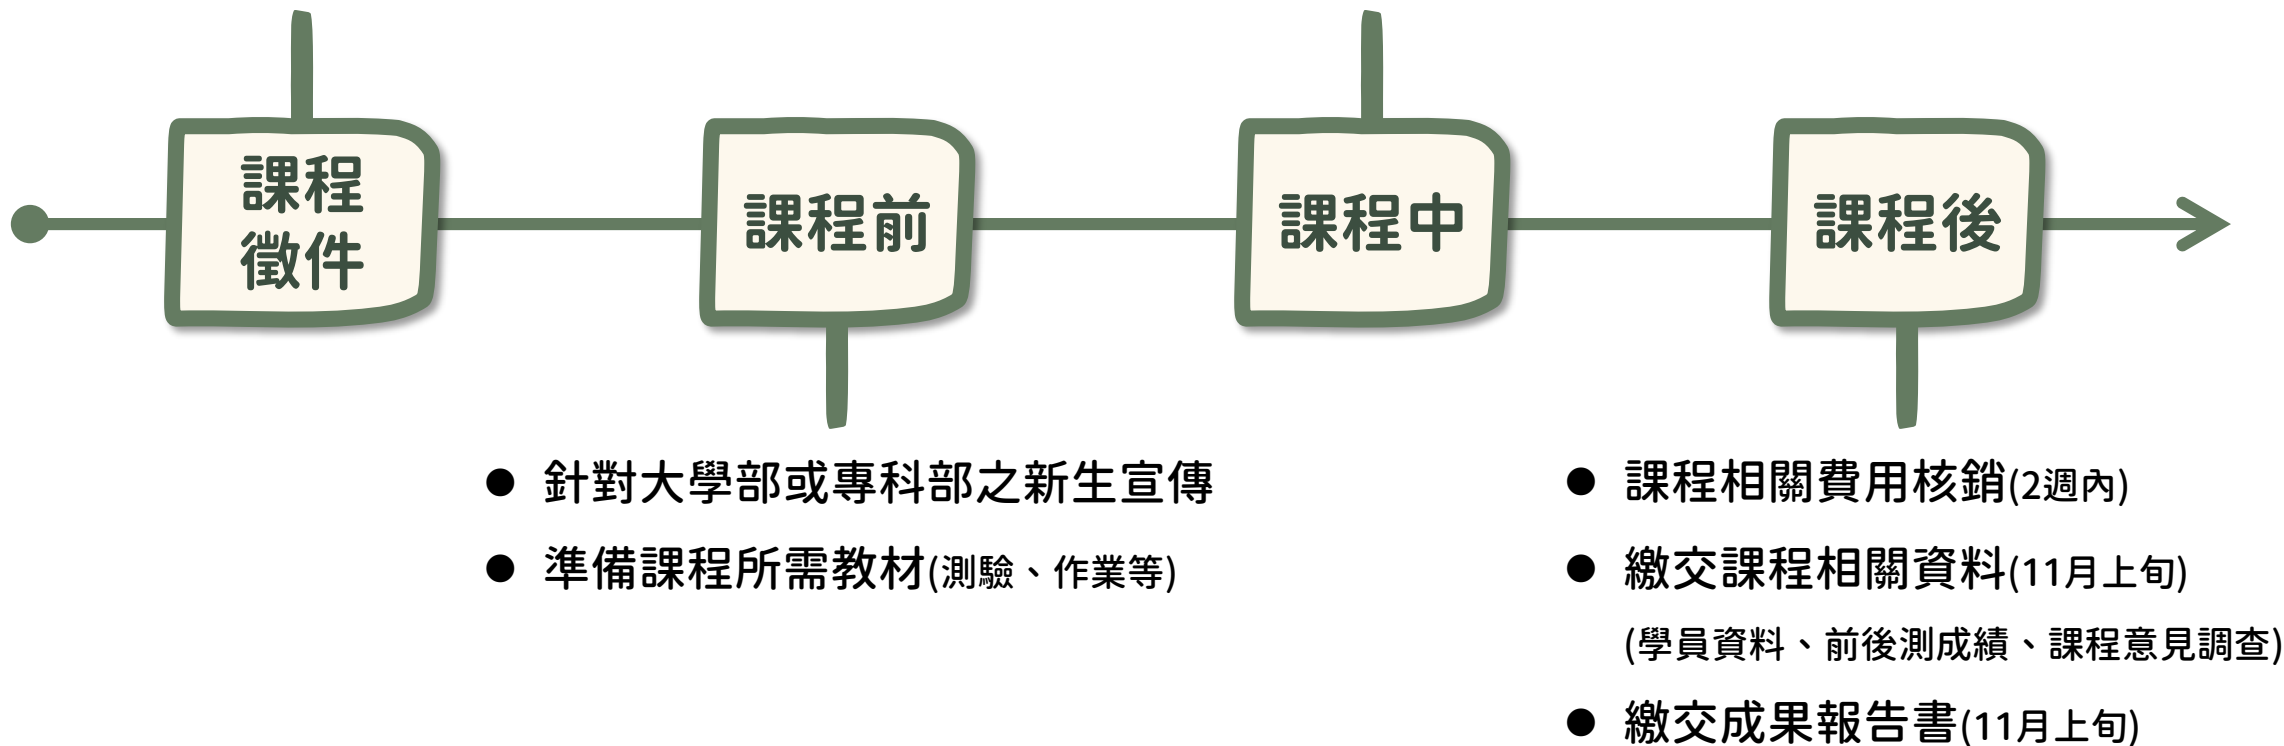 課程
徵件
課程前
課程中
課程後
● 針對大學部或專科部之新生宣傳
● 準備課程所需教材(測驗、作業等)
● 課程相關費用核銷(2週內)
● 繳交課程相關資料(11月上旬)
(學員資料、前後測成績、課程意見調查)
● 繳交成果報告書(11月上旬)